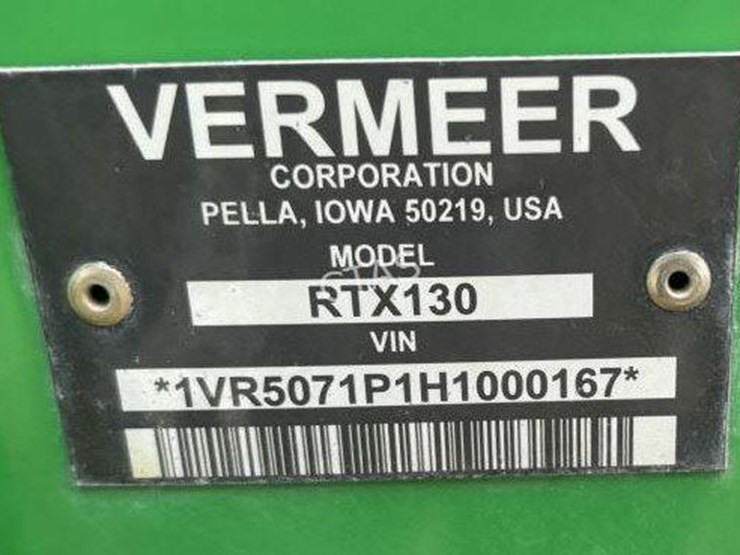 VERMEER
CORPORATION
PELLA, IOWA 50219, USA
MODEL
RTX130
VIN
*1VR5071P1H1000167*